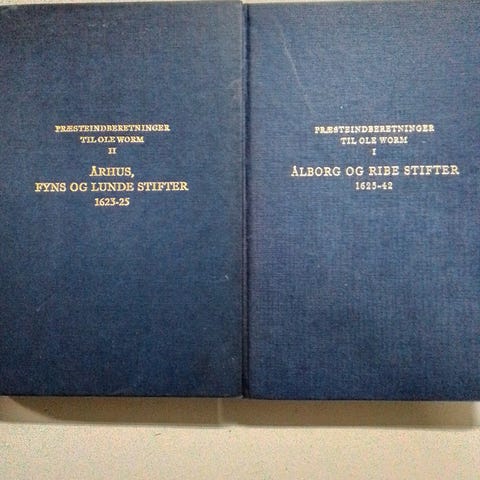 PRÆSTEINDBERETNINGER
TIL OLE WORM
II
ÅRHUS,
FYNS OG LUNDE STIFTER
1623-25
PRÆSTEINDBERETNINGER
TIL OLE WORM
I
ÅLBORG OG RIBE STIFTER
1625-42